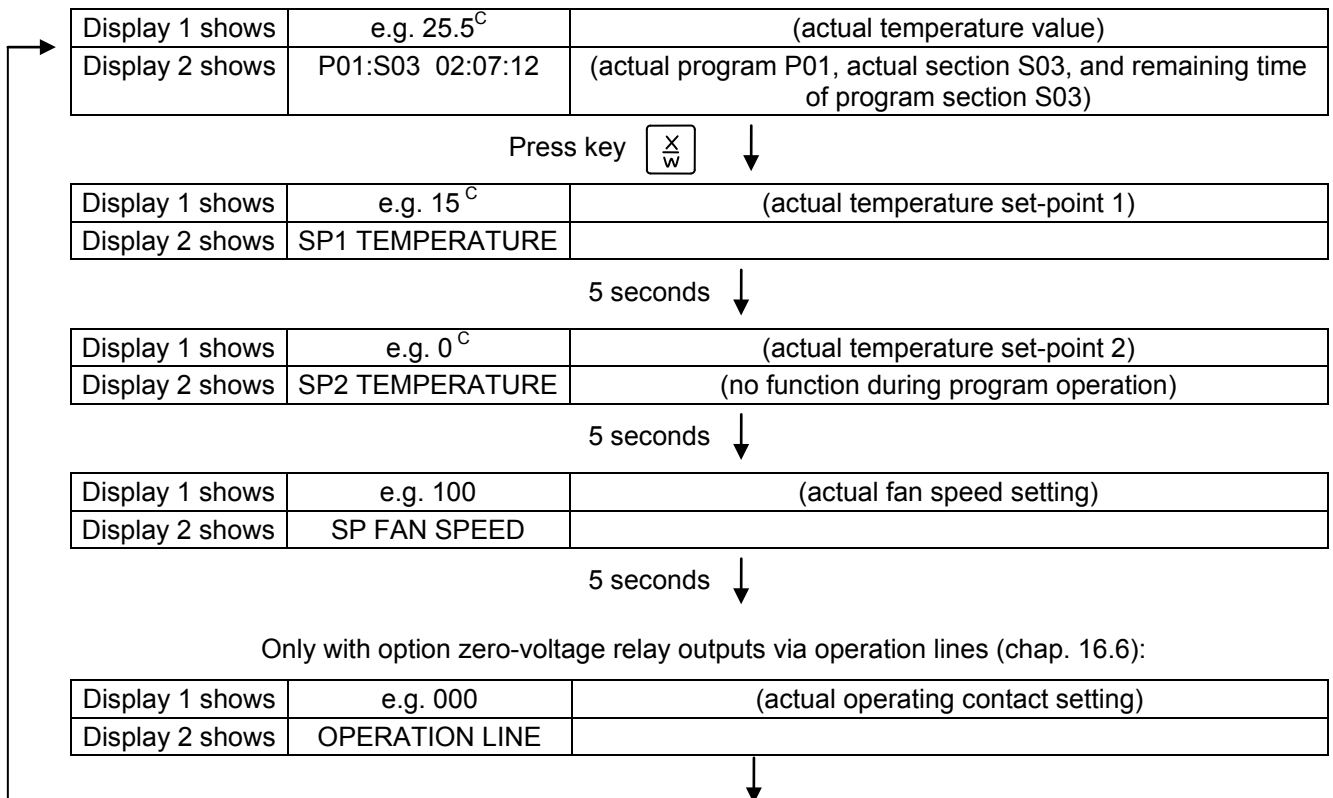 Display 1 shows e.g. 25.5C (actual temperature value)
Display 2 shows P01:S03 02:07:12 (actual program P01, actual section S03, and remaining time
of program section S03)
Press key X/W
Display 1 shows e.g. 15 C (actual temperature set-point 1)
Display 2 shows SP1 TEMPERATURE
5 seconds
Display 1 shows e.g. 0 C (actual temperature set-point 2)
Display 2 shows SP2 TEMPERATURE (no function during program operation)
5 seconds
Display 1 shows e.g. 100 (actual fan speed setting)
Display 2 shows SP FAN SPEED
5 seconds
Only with option zero-voltage relay outputs via operation lines (chap. 16.6):
Display 1 shows e.g. 000 (actual operating contact setting)
Display 2 shows OPERATION LINE